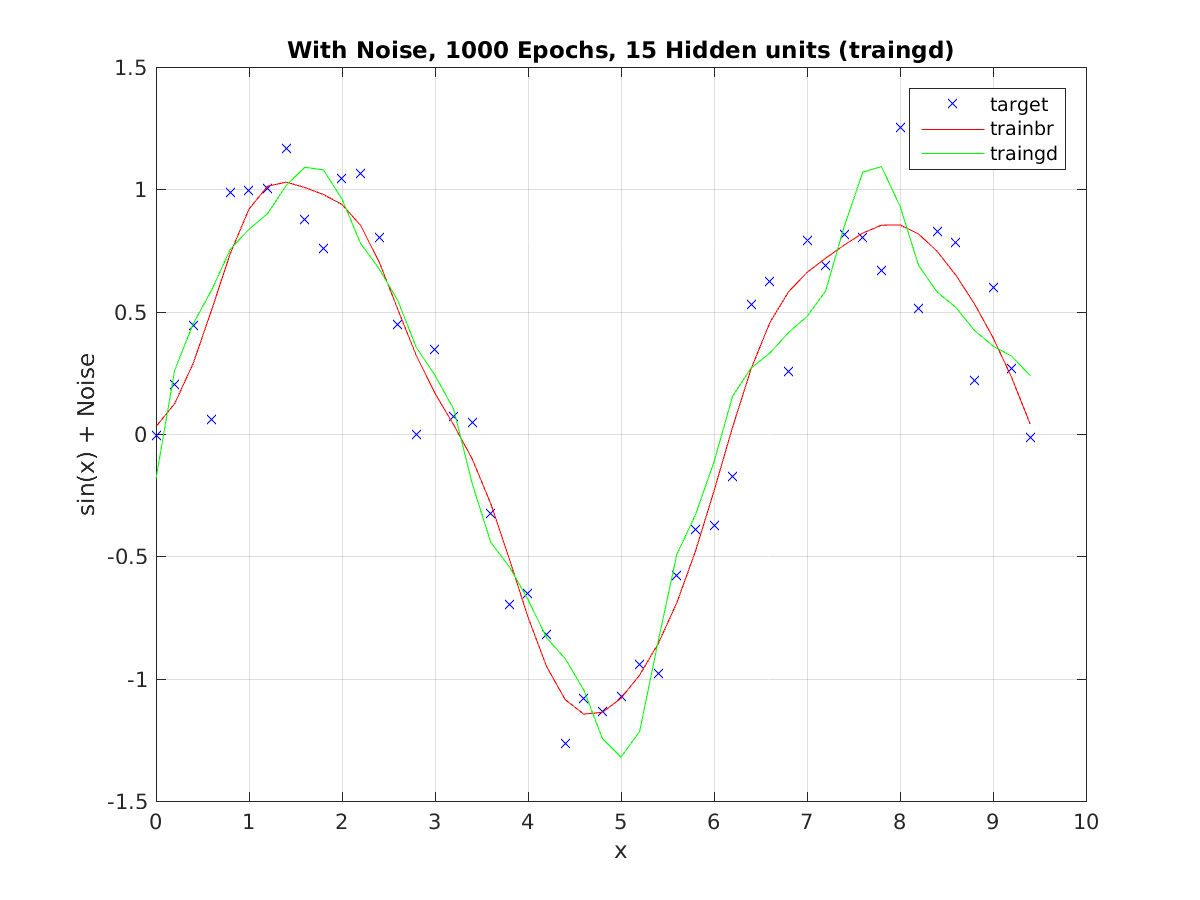 With Noise, 1000 Epochs, 15 Hidden units (traingd)
target
trainbr
traingd
1.5
1
0.5
0
-0.5
-1
-1.5
sin(x) + Noise
0 1 2 3 4 5 6 7 8 9 10
x